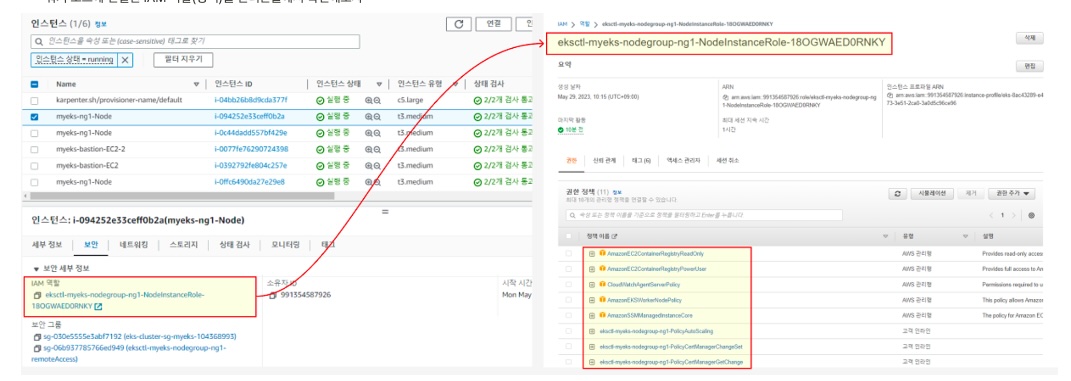 인스턴스 (1/6) 정보
연결
인스턴스를 속성 또는 (case-sensitive) 태그로 찾기
인스턴스 상태 = running
필터 지우기
Name
인스턴스 ID
인스턴스 상태
인스턴스 유형
상태 검사
karpenter.sh/provisioner-name/default
i-04bb26b8d9cda377f
실행 중
c5.large
2/2개 검사 통과
myeks-ng1-Node
i-094252e33ceff0b2a
실행 중
t3.medium
2/2개 검사 통과
myeks-ng1-Node
i-0c44dadd557bf429e
실행 중
t3.medium
2/2개 검사 통과
myeks-bastion-EC2-2
i-0077fe76290724398
실행 중
t3.medium
2/2개 검사 통과
myeks-bastion-EC2
i-0392792fe804c257e
실행 중
t3.medium
2/2개 검사 통과
myeks-ng1-Node
i-0ffc6490da27e29e8
실행 중
t3.medium
2/2개 검사 통과
인스턴스: i-094252e33ceff0b2a(myeks-ng1-Node)
세부 정보
보안
네트워킹
스토리지
상태 검사
모니터링
태그
보안 세부 정보
IAM 역할
eksctl-myeks-nodegroup-ng1-NodeInstanceRole-
18OGWAED0RNKY
소유자 ID
991354587926
시작 시간
Mon May
보안 그룹
sg-030e5555e3abf7192 (eks-cluster-sg-myeks-104368993)
sg-06b937785766ed949 (eksctl-myeks-nodegroup-ng1-
remoteAccess)
IAM > 역할 > eksctl-myeks-nodegroup-ng1-NodeInstanceRole-18OGWAED0RNKY
eksctl-myeks-nodegroup-ng1-NodeInstanceRole-18OGWAED0RNKY
삭제
요약
편집
생성 날짜
May 29, 2023, 10:15 (UTC+09:00)
ARN
arn:aws:iam::991354587926:role/eksctl-myeks-nodegroup-ng
1-NodeInstanceRole-18OGWAED0RNKY
인스턴스 프로파일 ARN
arn:aws:iam::991354587926:instance-profile/eks-8ac43289-e4
73-3e51-2ca0-3a0d5c96ce96
마지막 활동
10분 전
최대 세션 지속 시간
1시간
권한
신뢰 관계
태그 (6)
액세스 관리자
세션 취소
권한 정책 (11) 정보
최대 10개의 관리형 정책을 연결할 수 있습니다
시뮬레이션
제거
권한 추가
속성 또는 정책 이름을 기준으로 정책을 필터링하고 Enter를 누릅니다
1
정책 이름
유형
설명
AmazonEC2ContainerRegistryReadOnly
AWS 관리형
Provides read-only acces
AmazonEC2ContainerRegistryPowerUser
AWS 관리형
Provides full access to Am
CloudWatchAgentServerPolicy
AWS 관리형
Permissions required to u
AmazonEKSWorkerNodePolicy
AWS 관리형
This policy allows Amazon
AmazonSSMManagedInstanceCore
AWS 관리형
The policy for Amazon EC
eksctl-myeks-nodegroup-ng1-PolicyAutoScaling
고객 인라인
eksctl-myeks-nodegroup-ng1-PolicyCertManagerChangeSet
고객 인라인
eksctl-myeks-nodegroup-ng1-PolicyCertManagerGetChange
고객 인라인